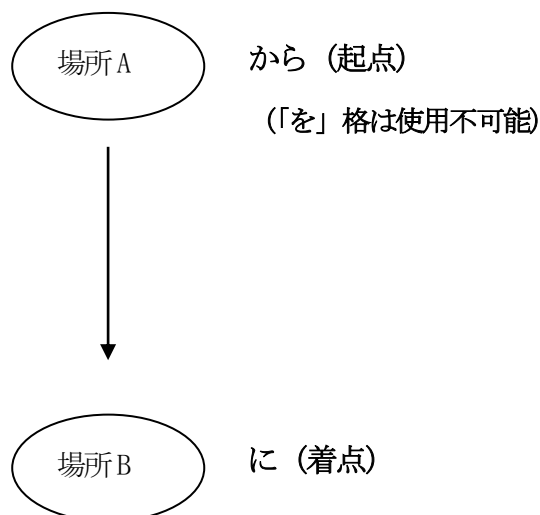 場所A
から（起点）
（「を」格は使用不可能）
場所B
に（着点）